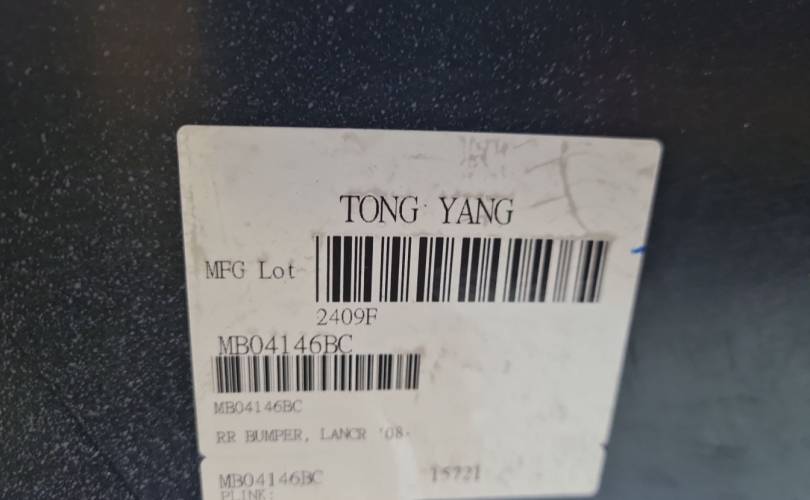 TONG YANG
MFG Lot
2409F
MB04146BC
MB04146BC
RR BUMPER, LANCR '08-
MB04146BC 15721
PLINK: